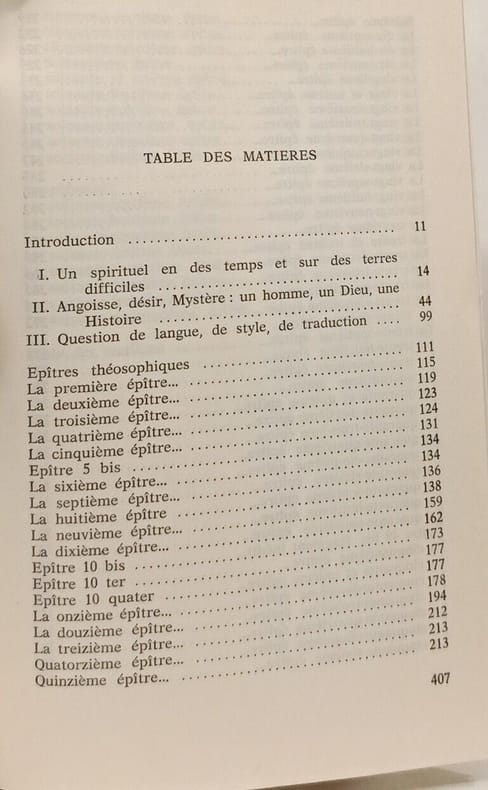 TABLE DES MATIERES
Introduction .......... 11
I. Un spirituel en des temps et sur des terres
difficiles .......... 14
II. Angoisse, désir, Mystère : un homme, un Dieu, une
Histoire .......... 44
III. Question de langue, de style, de traduction .... 99
Epîtres théosophiques .......... 111
La première épître... .......... 115
La deuxième épître... .......... 119
La troisième épître... .......... 123
La quatrième épître... .......... 124
La cinquième épître... .......... 131
Epître 5 bis .......... 134
La sixième épître... .......... 134
La septième épître... .......... 136
La huitième épître .......... 138
La neuvième épître... .......... 159
La dixième épître... .......... 162
Epître 10 bis .......... 173
Epître 10 ter .......... 177
Epître 10 quater .......... 177
La onzième épître... .......... 178
La douzième épître... .......... 194
La treizième épître... .......... 212
Quatorzième épître... .......... 213
Quinzième épître... .......... 213
407